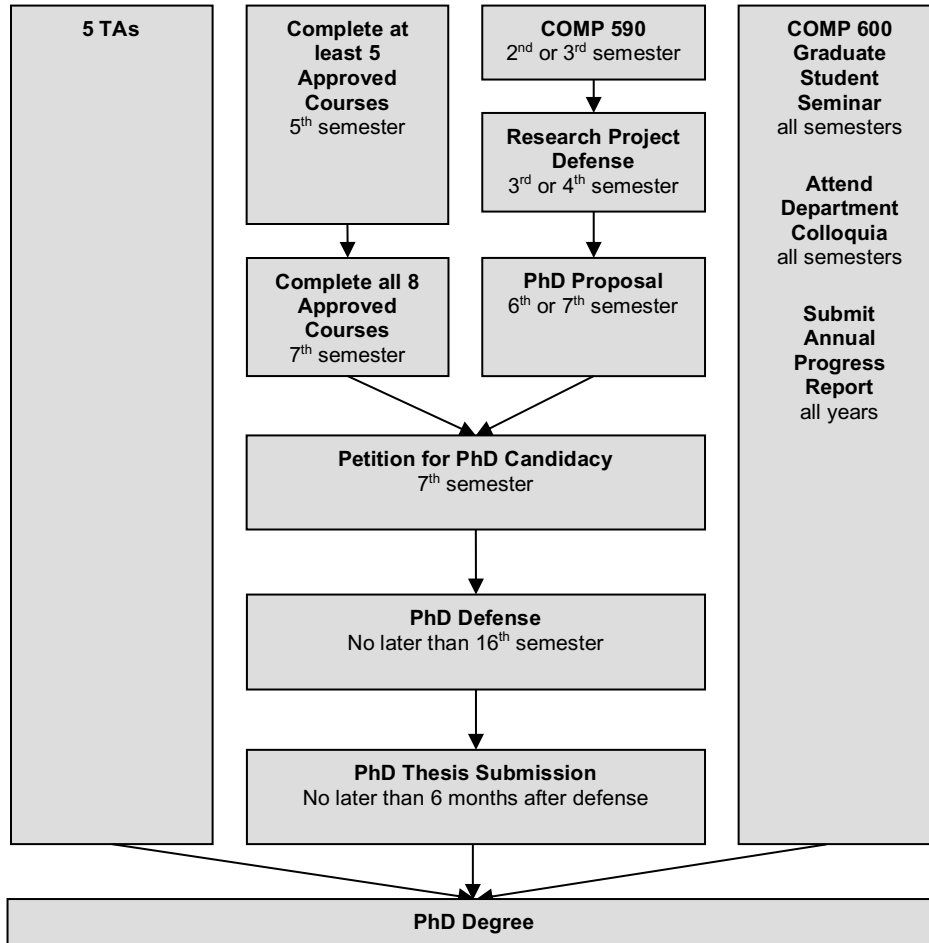 5 TAs
Complete at
least 5
Approved
Courses
5th semester
COMP 590
2nd or 3rd semester
Research Project
Defense
3rd or 4th semester
COMP 600
Graduate
Student
Seminar
all semesters
Attend
Department
Colloquia
all semesters
Submit
Annual
Progress
Report
all years
Complete all 8
Approved
Courses
7th semester
PhD Proposal
6th or 7th semester
Petition for PhD Candidacy
7th semester
PhD Defense
No later than 16th semester
PhD Thesis Submission
No later than 6 months after defense
PhD Degree